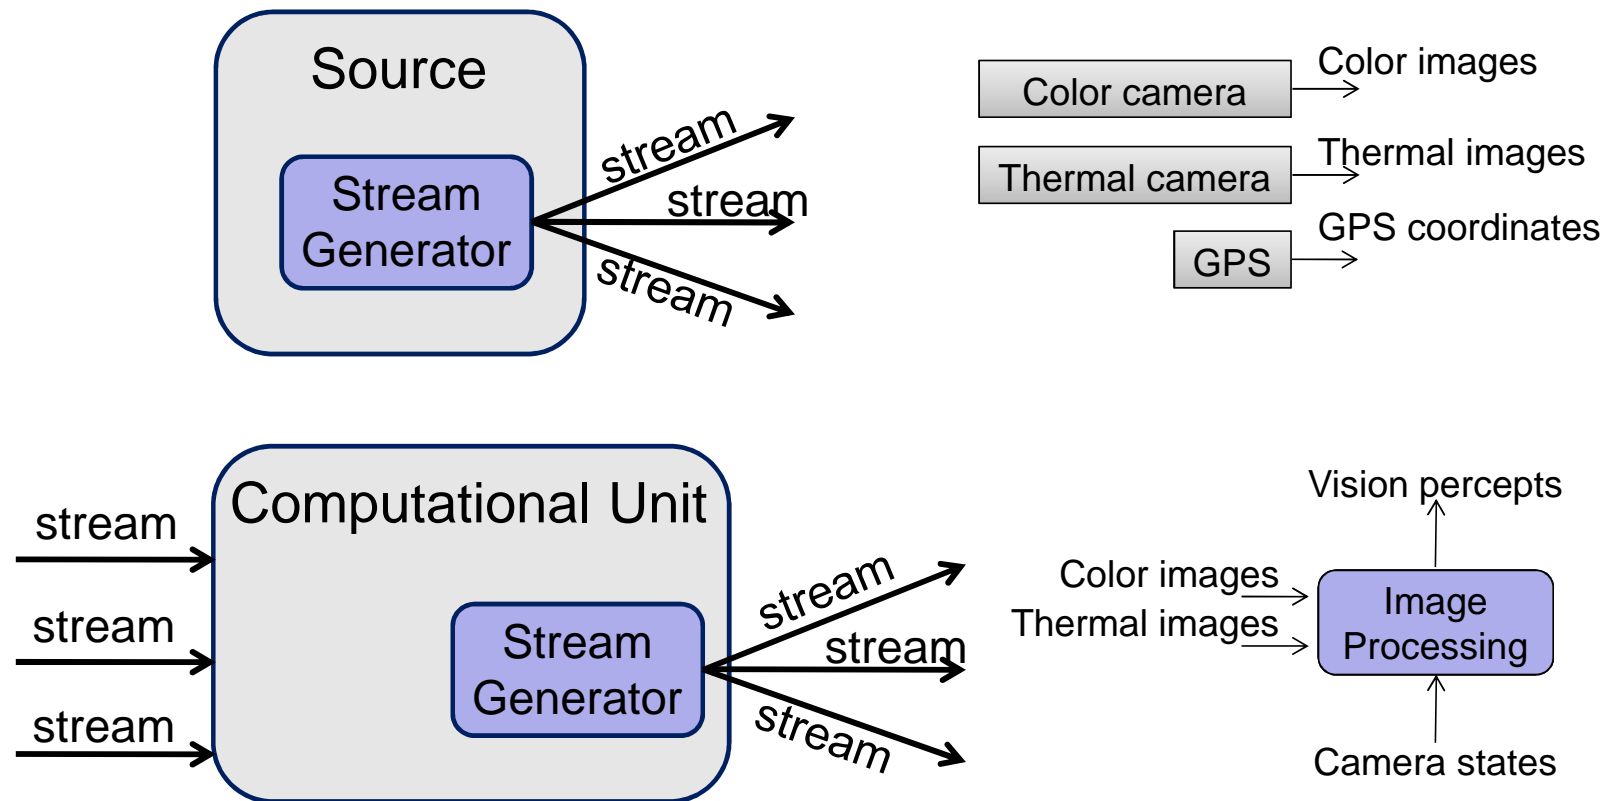 Source
Stream
Generator
stream
stream
stream
Color camera
Color images
Thermal camera
Thermal images
GPS
GPS coordinates
Computational Unit
stream
stream
stream
Stream
Generator
stream
stream
stream
Vision percepts
Color images
Thermal images
Image
Processing
Camera states